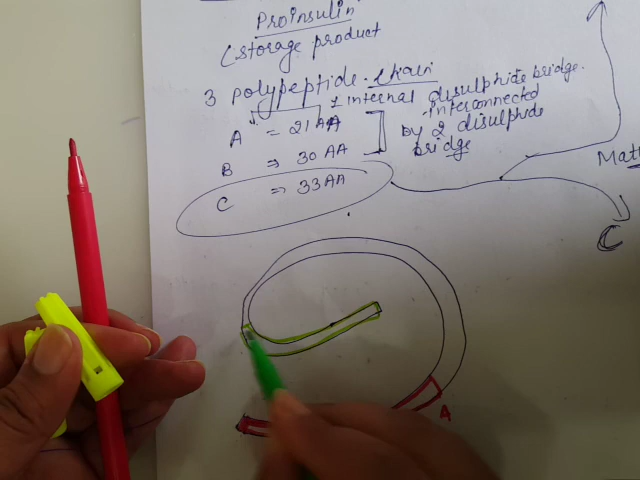 Proinsulin
(storage product
3 polypeptide chain
1 internal disulphide bridge.
A = 21 AA
interconnected
by 2 disulphide
bridge
B ⇒ 30 AA
C ⇒ 33 AA
C
A